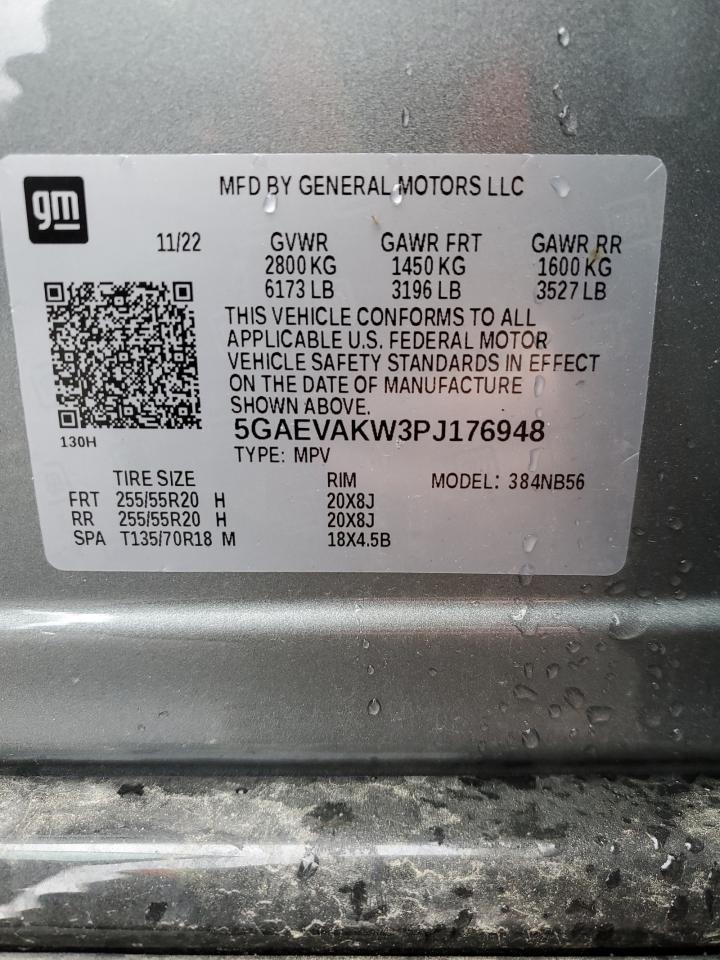 gm
MFD BY GENERAL MOTORS LLC
11/22 GVWR GAWR FRT GAWR RR
2800 KG 1450 KG 1600 KG
6173 LB 3196 LB 3527 LB
THIS VEHICLE CONFORMS TO ALL
APPLICABLE U.S. FEDERAL MOTOR
VEHICLE SAFETY STANDARDS IN EFFECT
ON THE DATE OF MANUFACTURE
SHOWN ABOVE.
130H
5GAEVAKW3PJ176948
TYPE: MPV
TIRE SIZE RIM MODEL: 384NB56
FRT 255/55R20 H 20X8J
RR 255/55R20 H 20X8J
SPA T135/70R18 M 18X4.5B